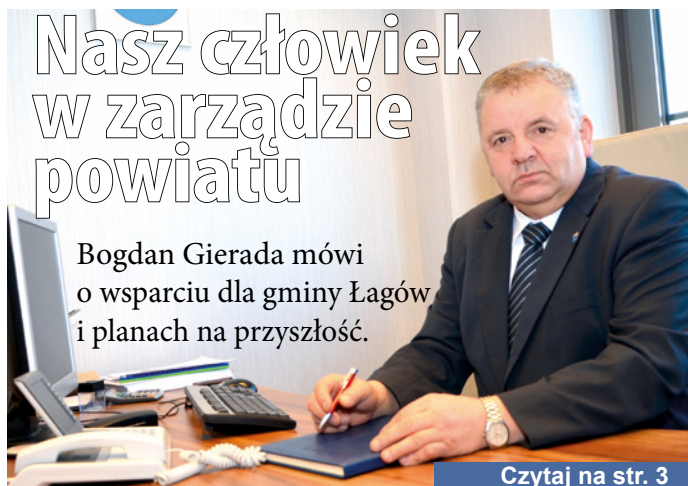 Nasz człowiek
w zarządzie
powiatu
Bogdan Gierada mówi
o wsparciu dla gminy Łagów
i planach na przyszłość.
Czytaj na str. 3